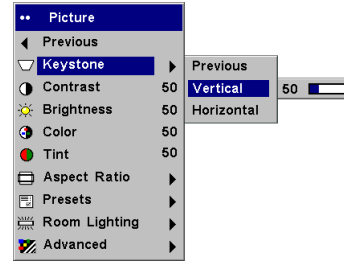 Picture
Previous
Keystone
Previous
Contrast 50
Vertical 50
Brightness 50
Horizontal
Color 50
Tint 50
Aspect Ratio
Presets
Room Lighting
Advanced